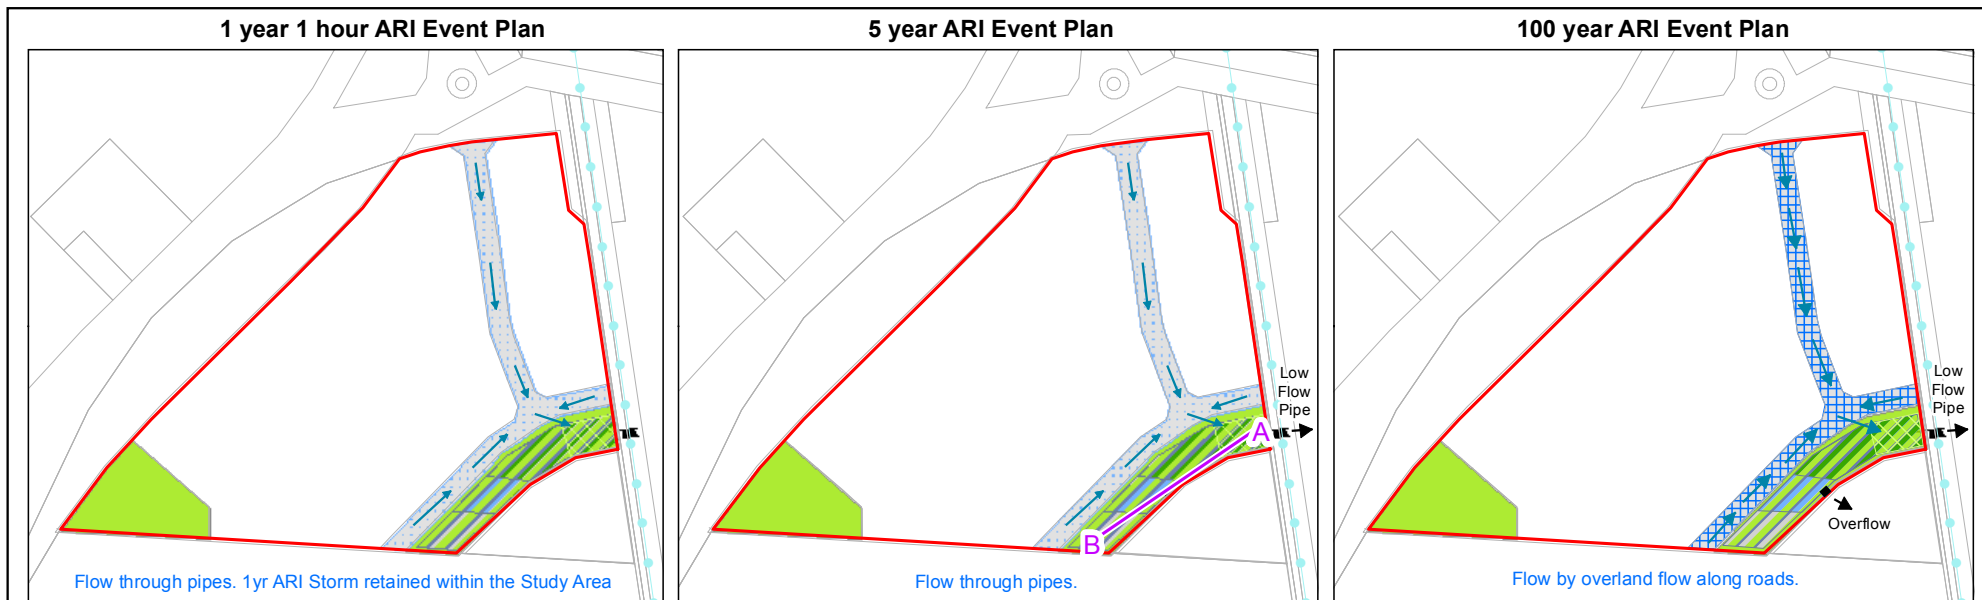 1 year 1 hour ARI Event Plan
5 year ARI Event Plan
100 year ARI Event Plan
Low
Flow
Pipe
A
B
Low
Flow
Pipe
Overflow
Flow through pipes. 1yr ARI Storm retained within the Study Area
Flow through pipes.
Flow by overland flow along roads.